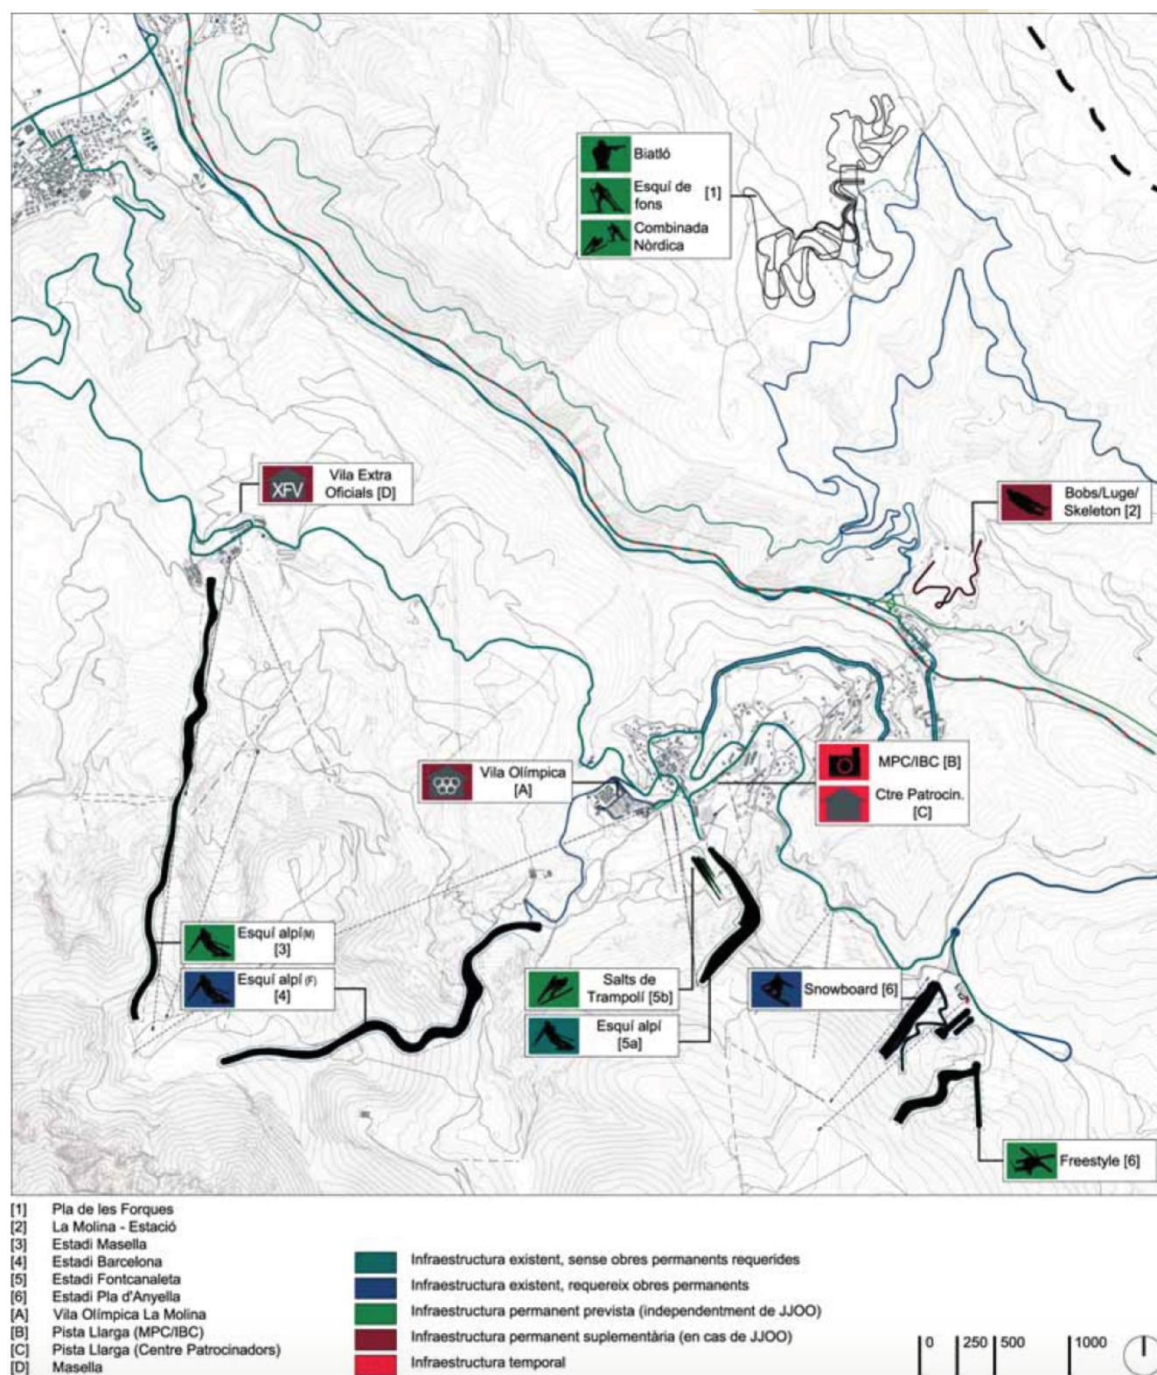 Biatló
Esquí de
fons
[1]
Combinada
Nòrdica
XFV
Vila Extra
Oficials [D]
Bobs/Luge/
Skeleton [2]
Vila Olímpica
[A]
MPC/IBC [B]
Ctre Patrocin.
[C]
Esquí alpí(M)
[3]
Esquí alpí (F)
[4]
Salts de
Trampolí [5b]
Esquí alpí
[5a]
Snowboard [6]
Freestyle [6]
[1] Pla de les Forques
[2] La Molina - Estació
[3] Estadi Masella
[4] Estadi Barcelona
[5] Estadi Fontcanaleta
[6] Estadi Pla d'Anyella
[A] Vila Olímpica La Molina
[B] Pista Llarga (MPC/IBC)
[C] Pista Llarga (Centre Patrocinadors)
[D] Masella
Infraestructura existent, sense obres permanents requerides
Infraestructura existent, requereix obres permanents
Infraestructura permanent prevista (independentment de JJOO)
Infraestructura permanent suplementària (en cas de JJOO)
Infraestructura temporal
0 250 500 1000